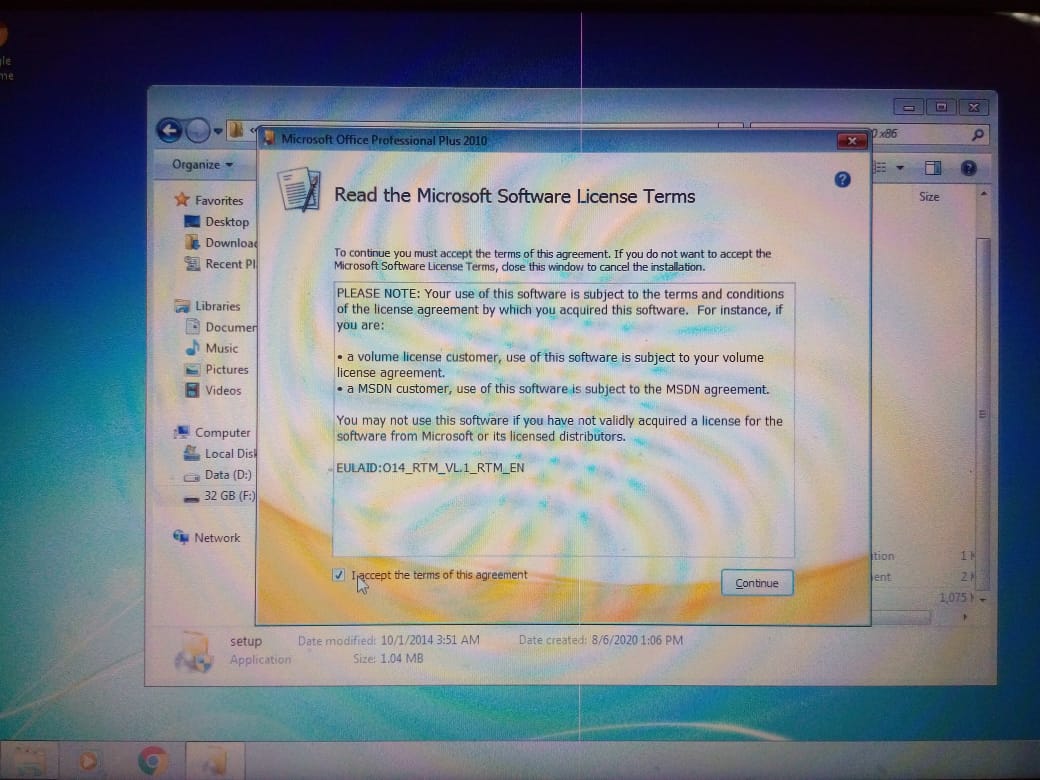 0 x86
Microsoft Office Professional Plus 2010
Organize
Size
Read the Microsoft Software License Terms
Favorites
Desktop
Recent
To continue you must accept the terms of this agreement. If you do not want to accept the
Microsoft Software License Terms, close this window to cancel the installation.
PLEASE NOTE: Your use of this software is subject to the terms and conditions
of the license agreement by which you acquired this software. For instance, if
you are:
• a volume license customer, use of this software is subject to your volume
license agreement.
• a MSDN customer, use of this software is subject to the MSDN agreement.
You may not use this software if you have not validly acquired a license for the
software from Microsoft or its licensed distributors.
EULAID:O14_RTM_VL.1_RTM_EN
Libraries
Music
Pictures
Videos
Computer
Local Disk
Data (D:)
32 GB (F:)
Network
I accept the terms of this agreement
Continue
1
2
1,075
setup
Date modified: 10/1/2014 3:51 AM
Date created: 8/6/2020 1:06 PM
Application
Size: 1.04 MB